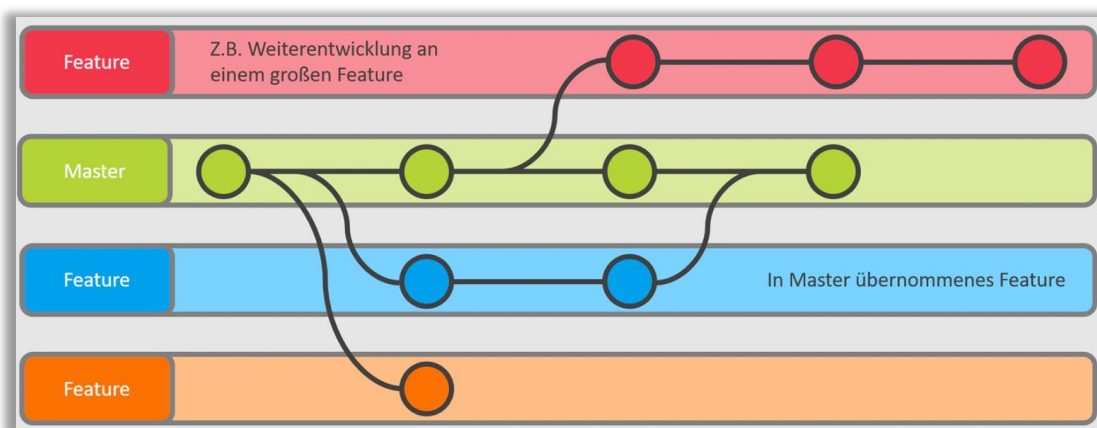 Feature
Z.B. Weiterentwicklung an
einem großen Feature
Master
Feature
In Master übernommenes Feature
Feature